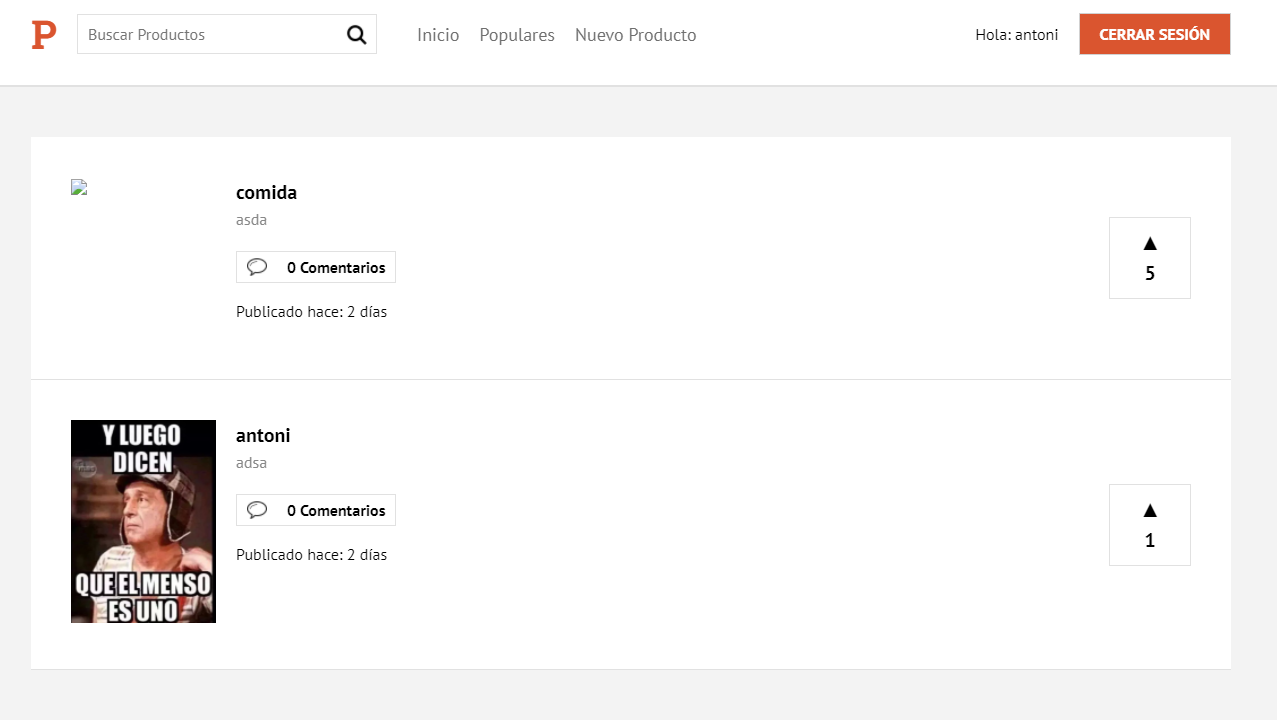 P
Buscar Productos
Inicio
Populares
Nuevo Producto
Hola: antoni
CERRAR SESIÓN
comida
asda
0 Comentarios
Publicado hace: 2 días
▲
5
Y LUEGO
DICEN
QUE EL MENSO
ES UNO
antoni
adsa
0 Comentarios
Publicado hace: 2 días
▲
1